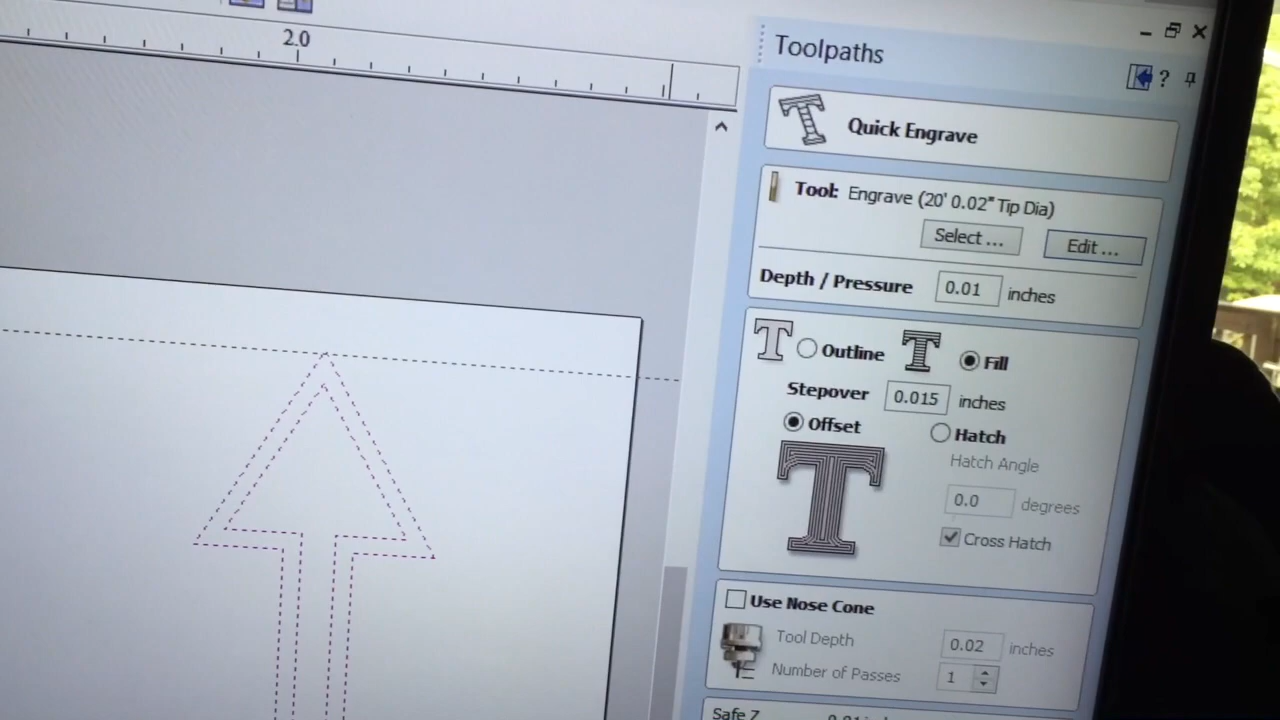 2.0
Toolpaths
?
Quick Engrave
Tool: Engrave (20' 0.02" Tip Dia)
Select ... Edit ...
Depth / Pressure 0.01 inches
Outline Fill
Stepover 0.015 inches
Offset Hatch
Hatch Angle
0.0 degrees
Cross Hatch
Use Nose Cone
Tool Depth 0.02 inches
Number of Passes 1
Safe Z